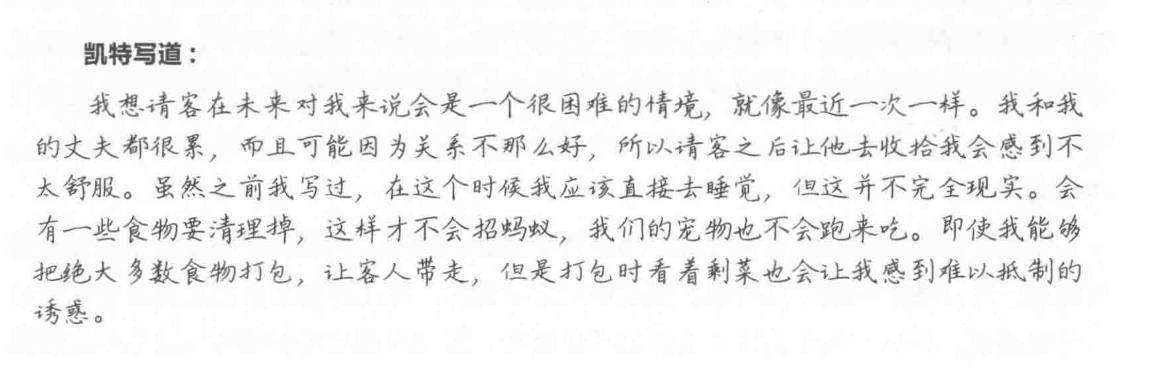 凯特写道：
我想请客在未来对我来说会是一个很困难的情境，就像最近一次一样。我和我
的丈夫都很累，而且可能因为关系不那么好，所以请客之后让他去收拾我会感到不
太舒服。虽然之前我写过，在这个时候我应该直接去睡觉，但这并不完全现实。会
有一些食物要清理掉，这样才不会招蚂蚁，我们的宠物也不会跑来吃。即使我能够
把绝大多数食物打包，让客人带走，但是打包时看着剩菜也会让我感到难以抵制的
诱惑。